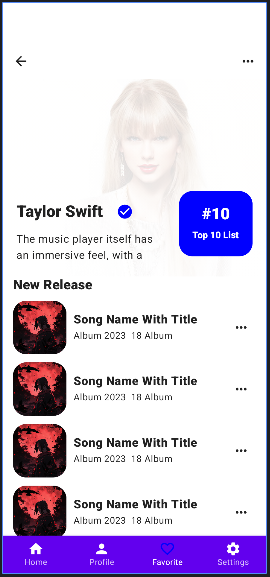 Taylor Swift
#10
Top 10 List
The music player itself has
an immersive feel, with a
New Release
Song Name With Title
Album 2023 18 Album
Song Name With Title
Album 2023 18 Album
Song Name With Title
Album 2023 18 Album
Song Name With Title
Album 2023 18 Album
Home Profile Favorite Settings